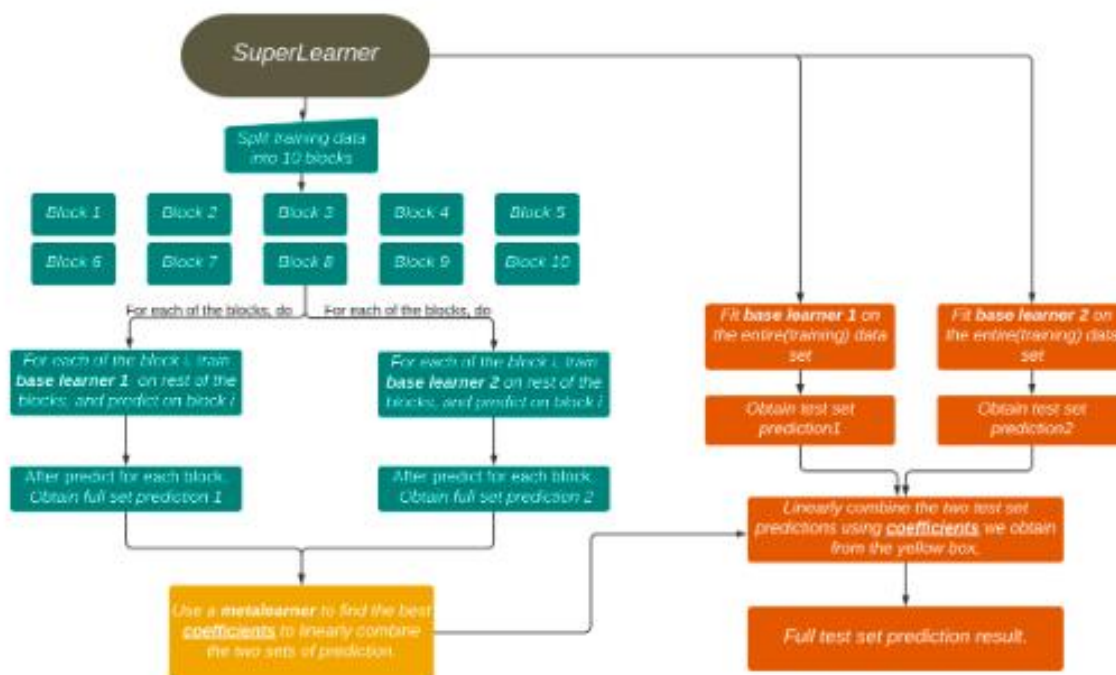 SuperLearner
Split training data
into 10 blocks
Block 1
Block 2
Block 3
Block 4
Block 5
Block 6
Block 7
Block 8
Block 9
Block 10
For each of the blocks, do
For each of the blocks, do
For each of the block i, train
base learner 1 on rest of the
blocks, and predict on block i
For each of the block i, train
base learner 2 on rest of the
blocks, and predict on block i
After predict for each block.
Obtain full set prediction 1
After predict for each block.
Obtain full set prediction 2
Use a metalearner to find the best
coefficients to linearly combine
the two sets of prediction.
Fit base learner 1 on
the entire(training) data
set
Fit base learner 2 on
the entire(training) data
set
Obtain test set
prediction1
Obtain test set
prediction2
Linearly combine the two test set
predictions using coefficients we obtain
from the yellow box.
Full test set prediction result.